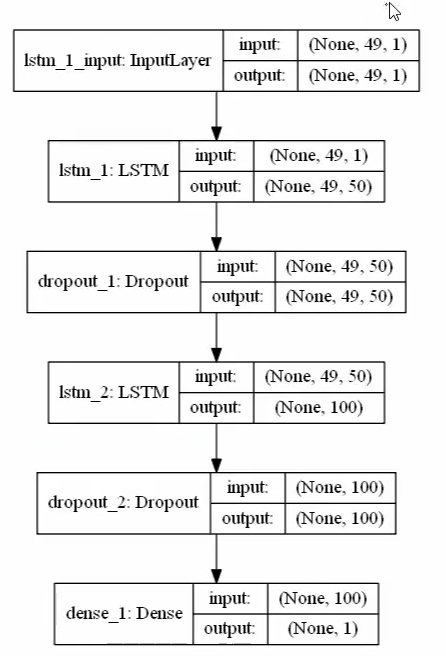 lstm_1_input: InputLayer input: (None, 49, 1)
output: (None, 49, 1)
lstm_1: LSTM input: (None, 49, 1)
output: (None, 49, 50)
dropout_1: Dropout input: (None, 49, 50)
output: (None, 49, 50)
lstm_2: LSTM input: (None, 49, 50)
output: (None, 100)
dropout_2: Dropout input: (None, 100)
output: (None, 100)
dense_1: Dense input: (None, 100)
output: (None, 1)